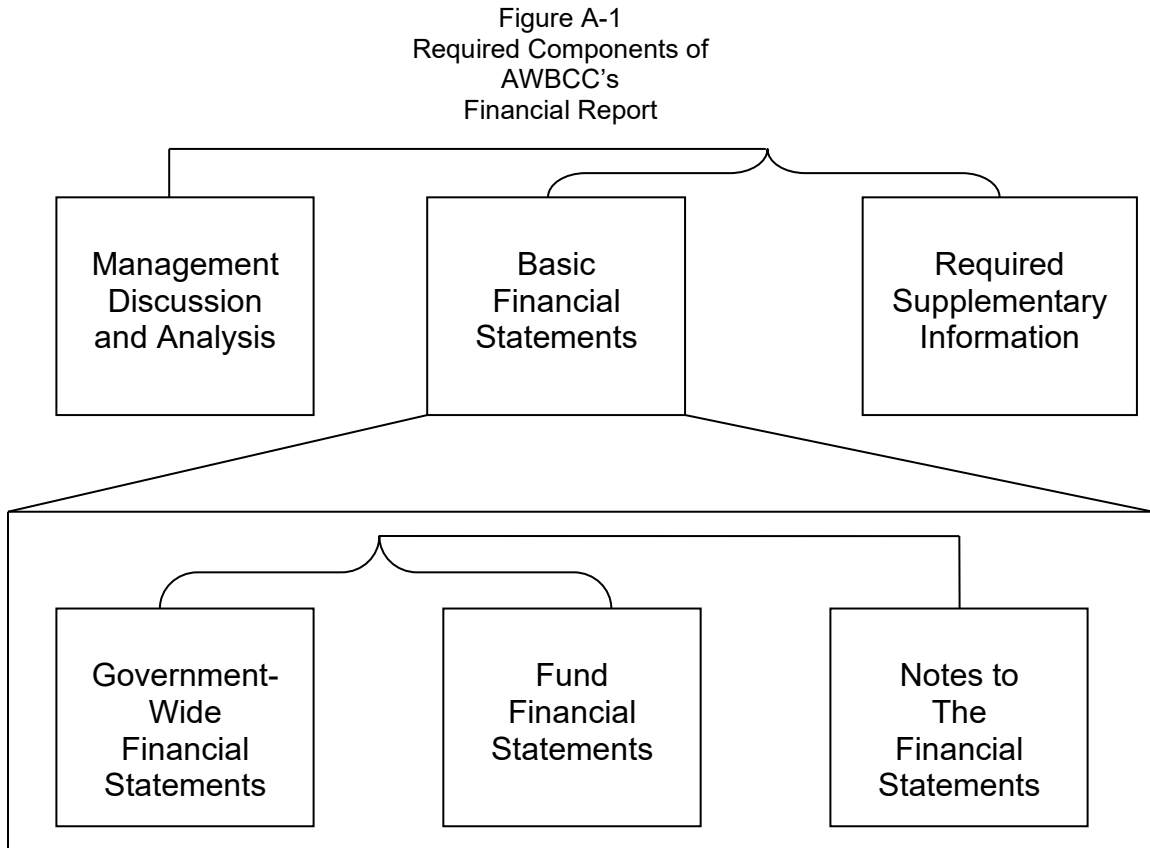 Figure A-1
Required Components of
AWBCC’s
Financial Report
Management
Discussion
and Analysis
Basic
Financial
Statements
Required
Supplementary
Information
Government-
Wide
Financial
Statements
Fund
Financial
Statements
Notes to
The
Financial
Statements